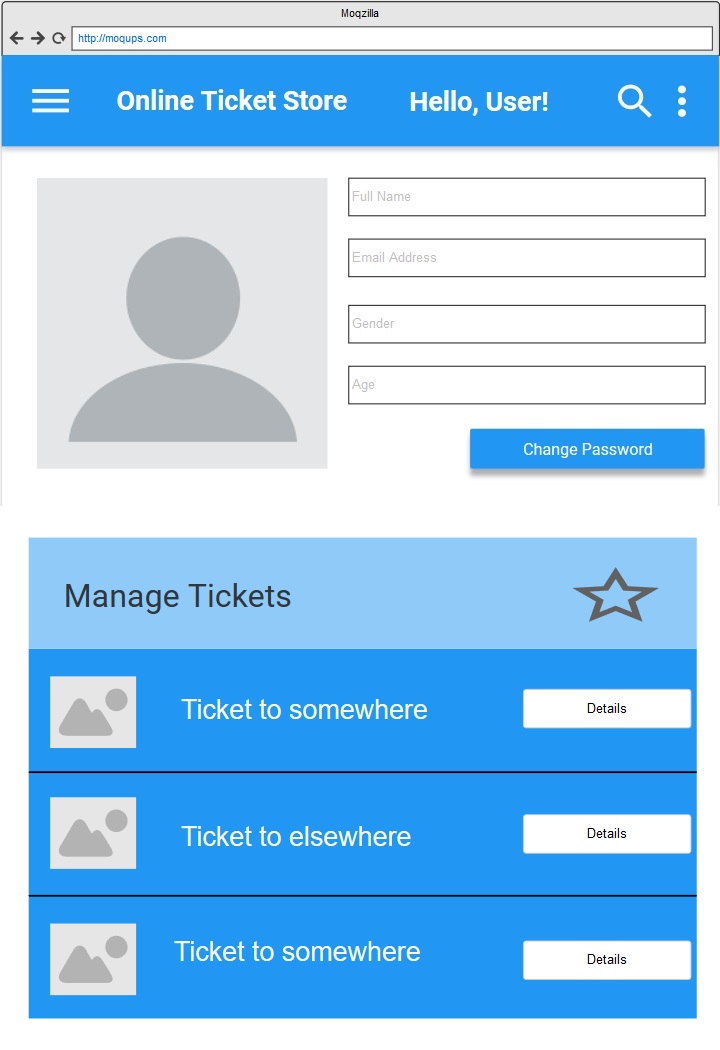 Moqzilla
http://moqups.com
Online Ticket Store
Hello, User!
Full Name
Email Address
Gender
Age
Change Password
Manage Tickets
Ticket to somewhere
Details
Ticket to elsewhere
Details
Ticket to somewhere
Details